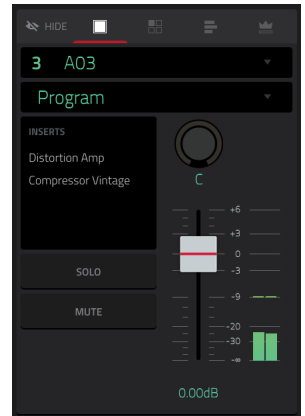 HIDE
3 A03
Program
INSERTS
Distortion Amp
Compressor Vintage
C
+6
+3
0
-3
-9
-20
-30
-∞
SOLO
MUTE
0.00dB